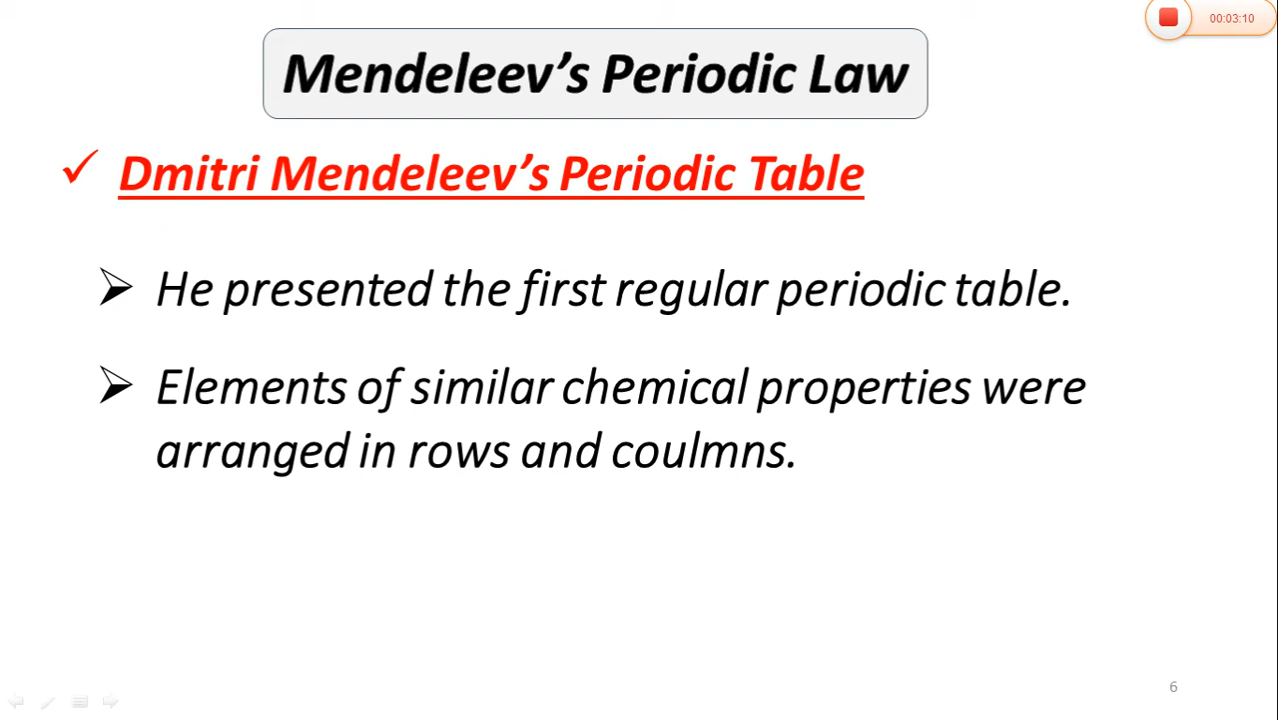 00:03:10
Mendeleev’s Periodic Law
✓ Dmitri Mendeleev’s Periodic Table
➢ He presented the first regular periodic table.
➢ Elements of similar chemical properties were
arranged in rows and coulmns.
6